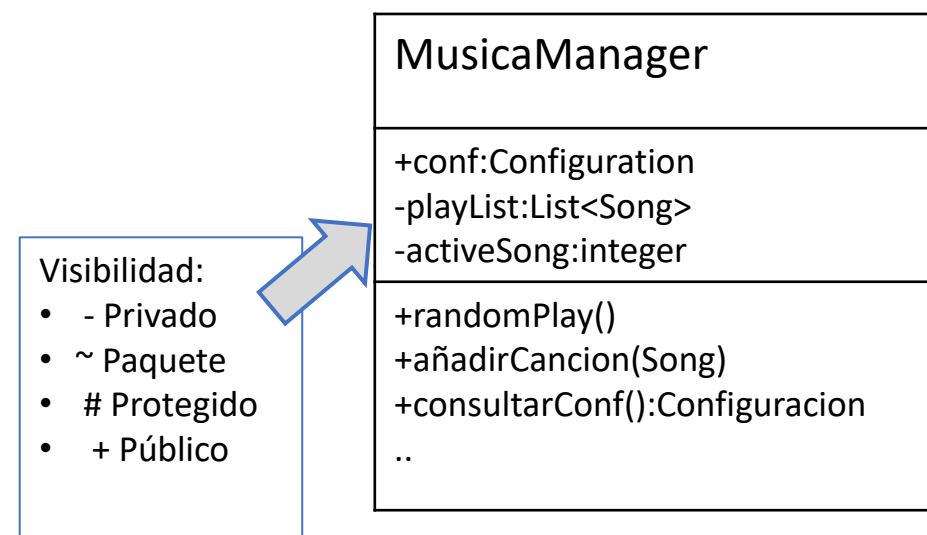 MusicaManager
+conf:Configuration
-playList:List<Song>
-activeSong:integer
+randomPlay()
+añadirCancion(Song)
+consultarConf():Configuracion
..
Visibilidad:
• - Privado
• ~ Paquete
• # Protegido
• + Público